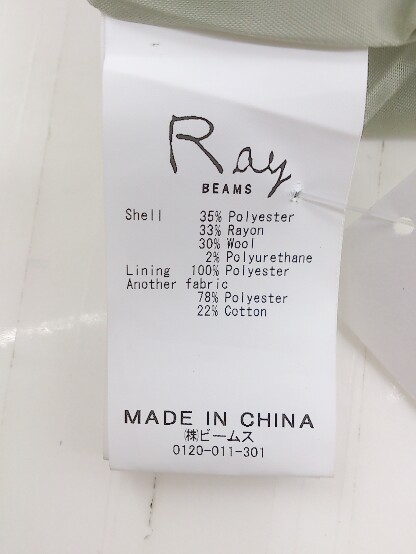 Ray
BEAMS
Shell 35% Polyester
33% Rayon
30% Wool
2% Polyurethane
Lining 100% Polyester
Another fabric
78% Polyester
22% Cotton
MADE IN CHINA
㈱ビームス
0120-011-301